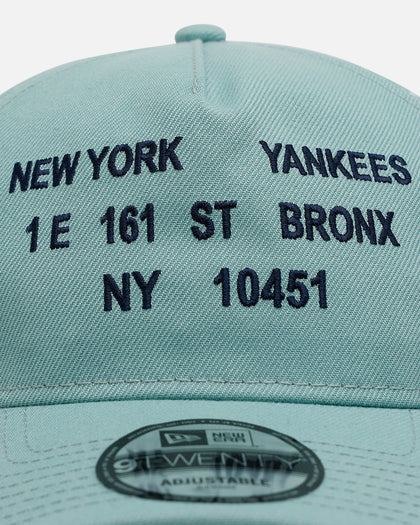 NEW YORK YANKEES
1 E 161 ST BRONX
NY 10451
NEW ERA
9TWENTY
ADJUSTABLE